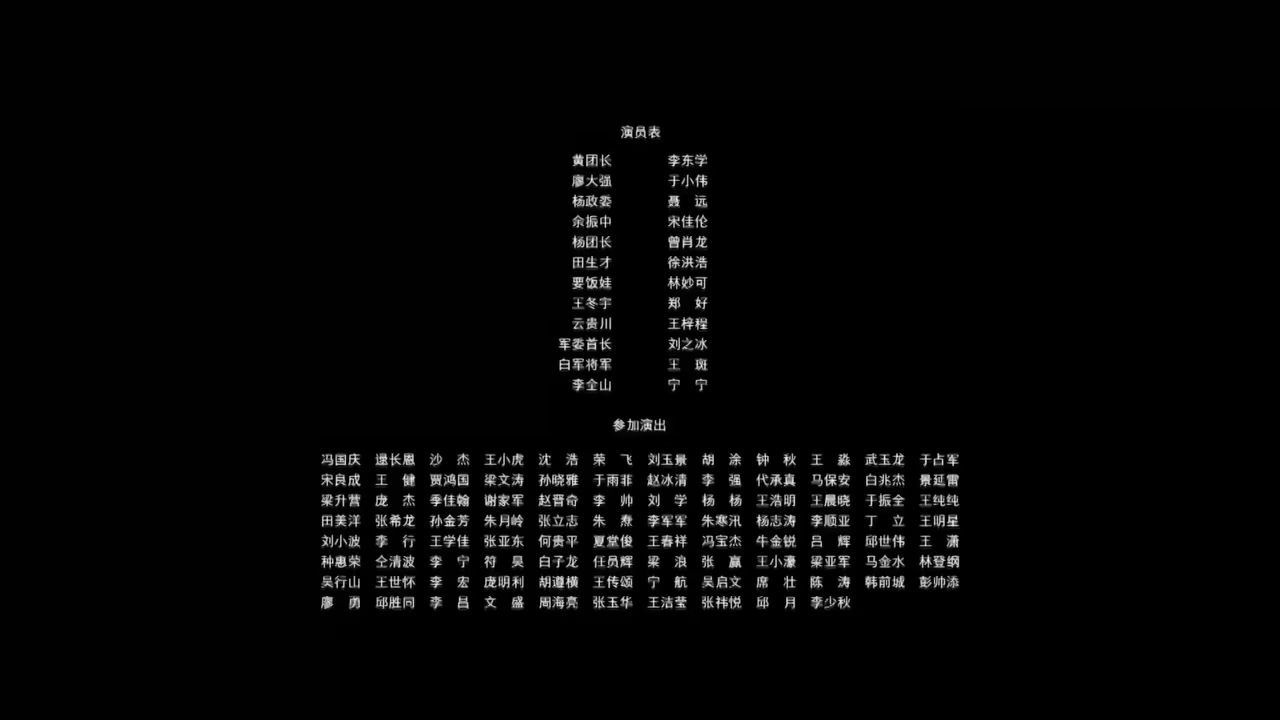 演员表
黄团长 李东学
廖大强 于小伟
杨政委 聂 远
余振中 宋佳伦
杨团长 曾肖龙
田生才 徐洪浩
要饭娃 林妙可
王冬宇 郑 好
云贵川 王梓程
军委首长 刘之冰
白军将军 王 斑
李全山 宁 宁
参加演出
冯国庆 逯长恩 沙 杰 王小虎 沈 浩 荣 飞 刘玉景 胡 涂 钟 秋 王 淼 武玉龙 于占军
宋良成 王 健 贾鸿国 梁文涛 孙晓雅 于雨菲 赵冰清 李 强 代承真 马保安 白兆杰 景延雷
梁升营 庞 杰 季佳翰 谢家军 赵晋奇 李 帅 刘 学 杨 杨 王浩明 王晨晓 于振全 王纯纯
田美洋 张希龙 孙金芳 朱月岭 张立志 朱 焘 李军军 朱寒汛 杨志涛 李顺亚 丁 立 王明星
刘小波 李 行 王学佳 张亚东 何贵平 夏堂俊 王春祥 冯宝杰 牛金锐 吕 辉 邱世伟 王 潇
种惠荣 仝清波 李 宁 符 昊 白子龙 任员辉 梁 浪 张 赢 王小濠 梁亚军 马金水 林登纲
吴行山 王世怀 李 宏 庞明利 胡遵横 王传颂 宁 航 吴启文 席 壮 陈 涛 韩前城 彭帅添
廖 勇 邱胜同 李 昌 文 盛 周海亮 张玉华 王洁莹 张祎悦 邱 月 李少秋